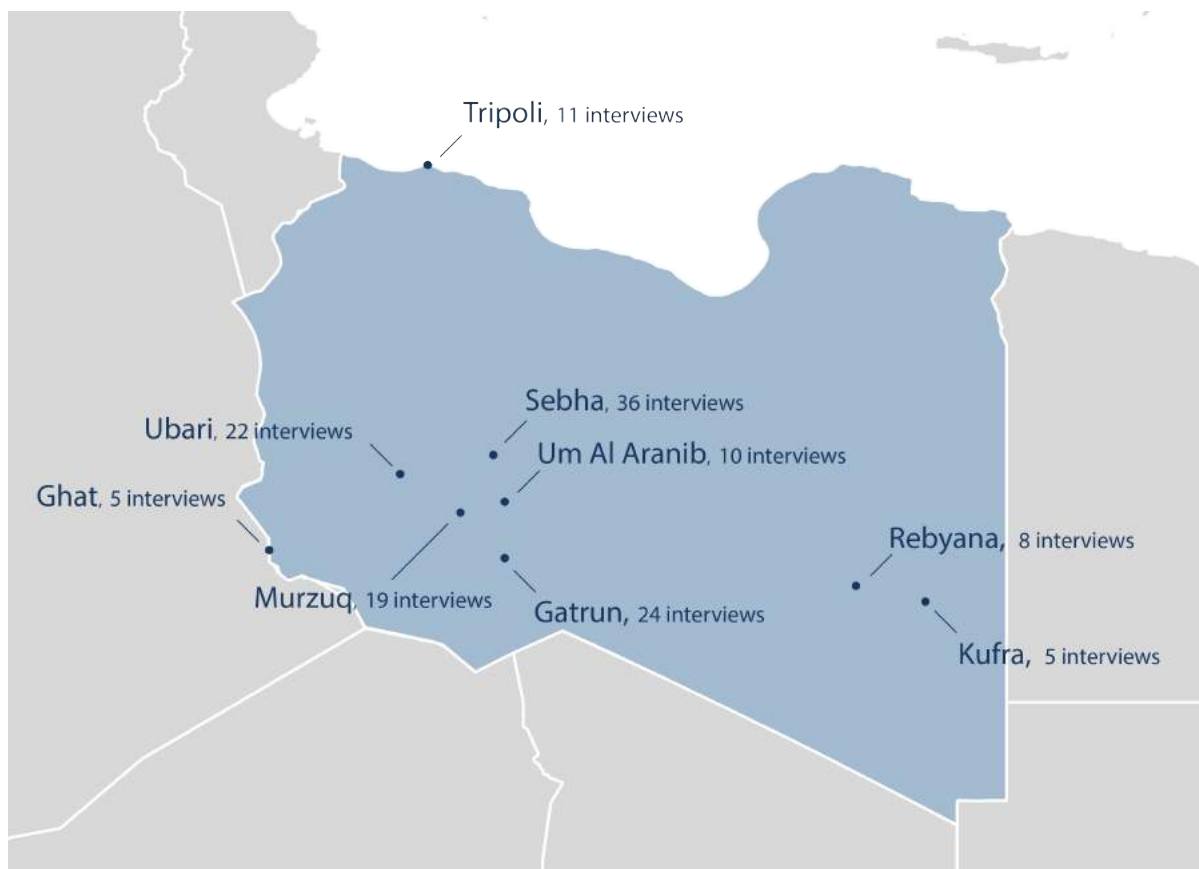 Tripoli, 11 interviews
Sebha, 36 interviews
Ubari, 22 interviews
Um Al Aranib, 10 interviews
Ghat, 5 interviews
Rebyana, 8 interviews
Murzuq, 19 interviews
Gatrun, 24 interviews
Kufra, 5 interviews